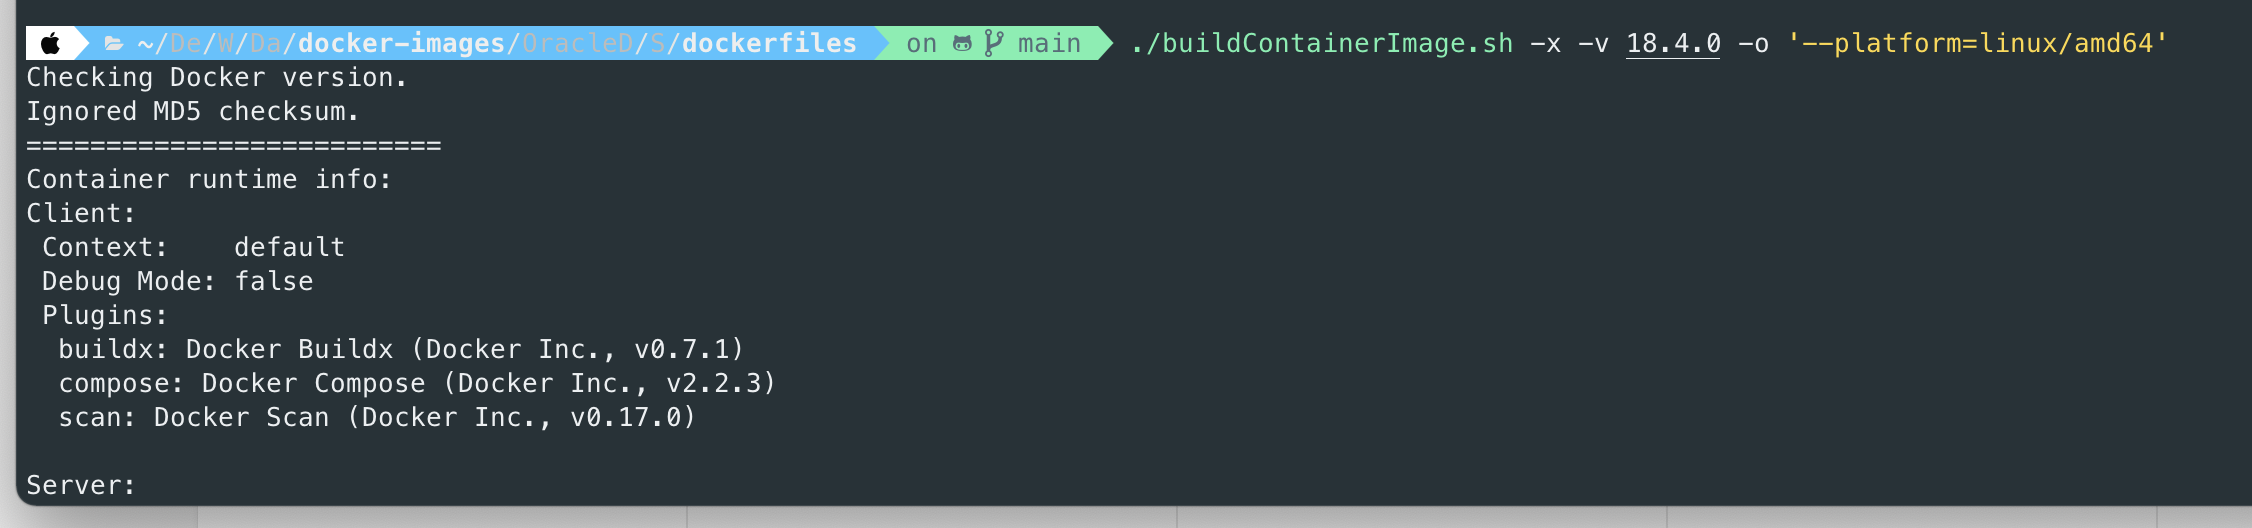 ~/De/W/Da/docker-images/OracleD/S/dockerfiles on main ./buildContainerImage.sh -x -v 18.4.0 -o '--platform=linux/amd64'
Checking Docker version.
Ignored MD5 checksum.
==========================
Container runtime info:
Client:
 Context:    default
 Debug Mode: false
 Plugins:
  buildx: Docker Buildx (Docker Inc., v0.7.1)
  compose: Docker Compose (Docker Inc., v2.2.3)
  scan: Docker Scan (Docker Inc., v0.17.0)

Server: